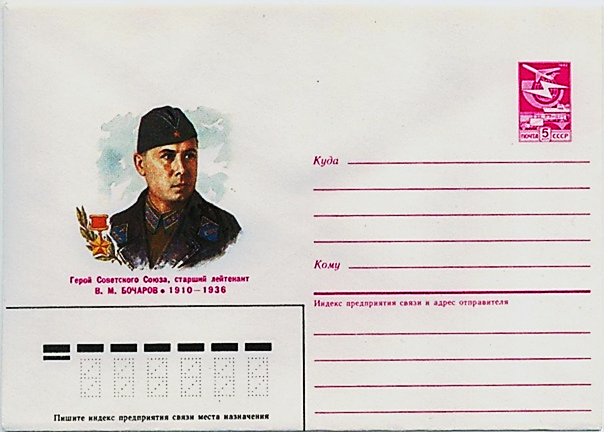 ПОЧТА 5 СССР
Куда
Кому
Герой Советского Союза, старший лейтенант
В. М. БОЧАРОВ • 1910—1936
Индекс предприятия связи и адрес отправителя
Пишите индекс предприятия связи места назначения